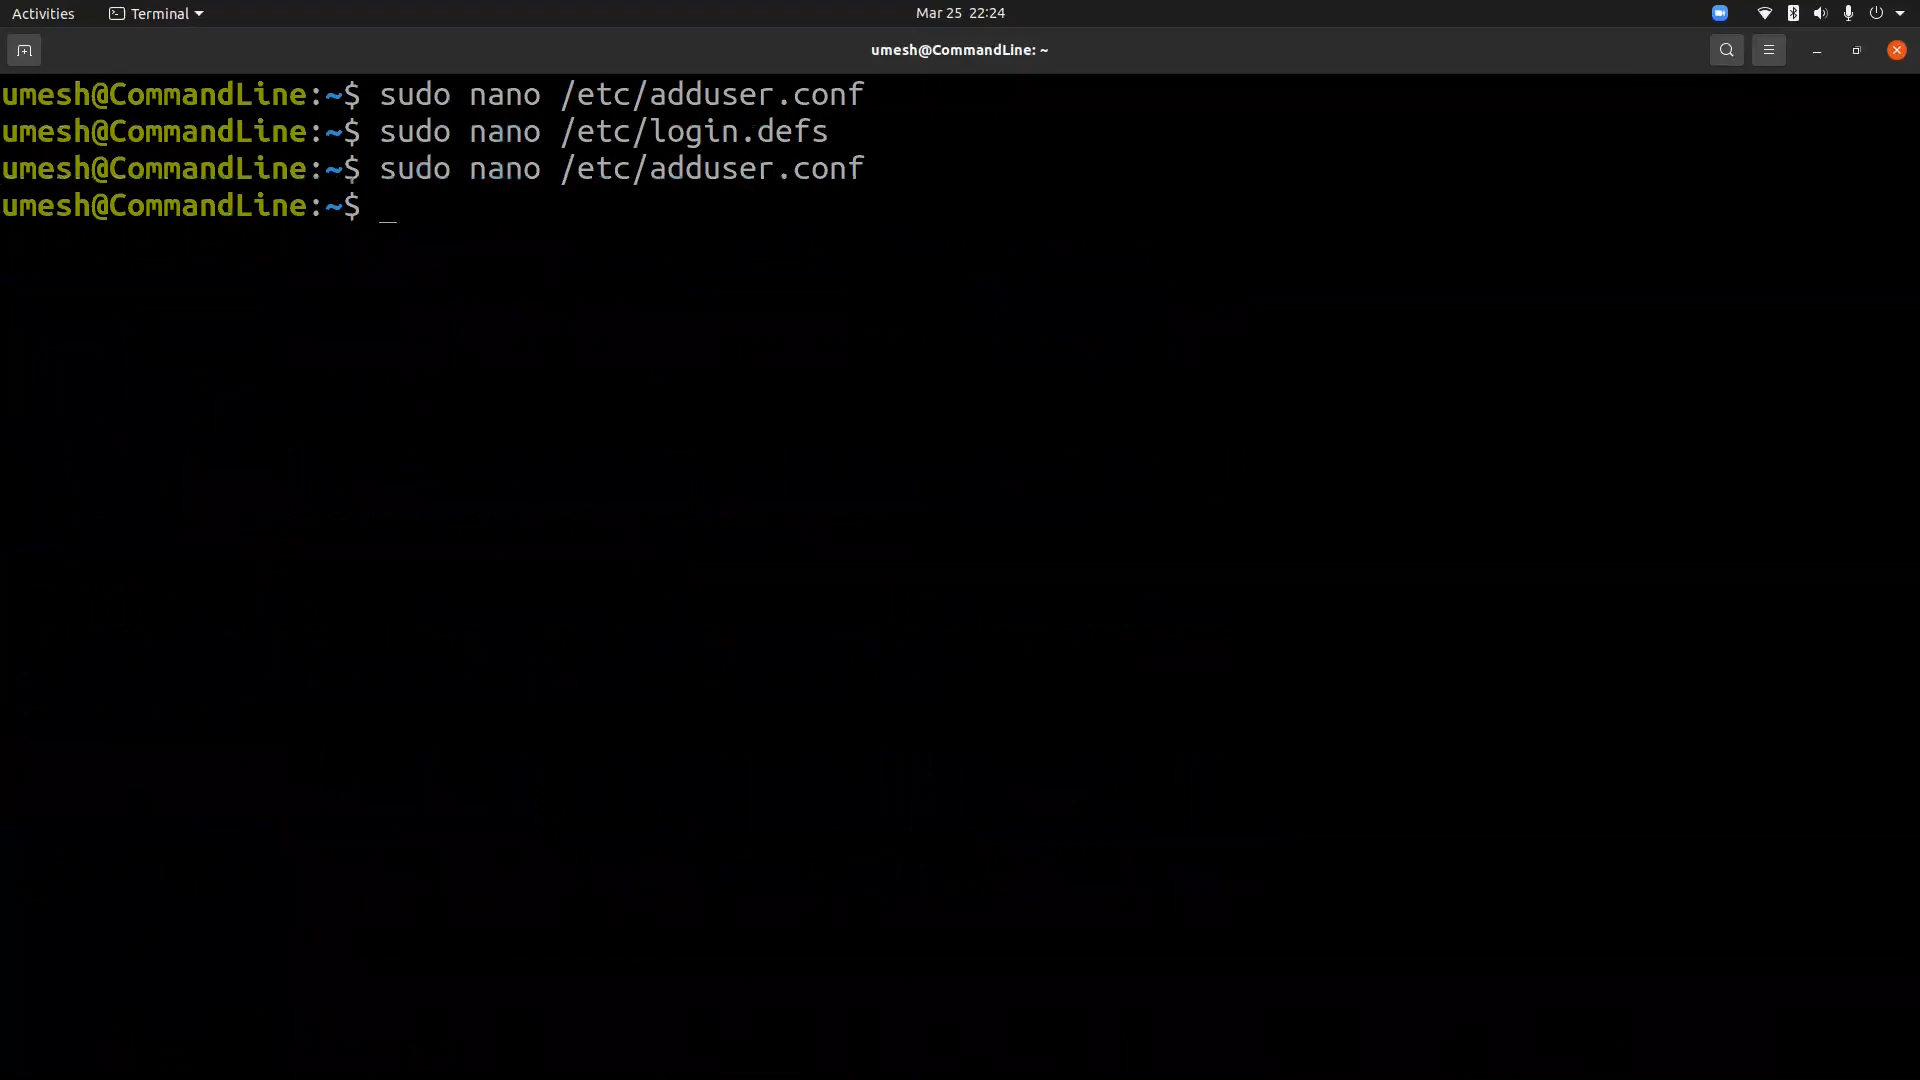 Activities Terminal Mar 25 22:24
umesh@CommandLine: ~
umesh@CommandLine:~$ sudo nano /etc/adduser.conf
umesh@CommandLine:~$ sudo nano /etc/login.defs
umesh@CommandLine:~$ sudo nano /etc/adduser.conf
umesh@CommandLine:~$ _